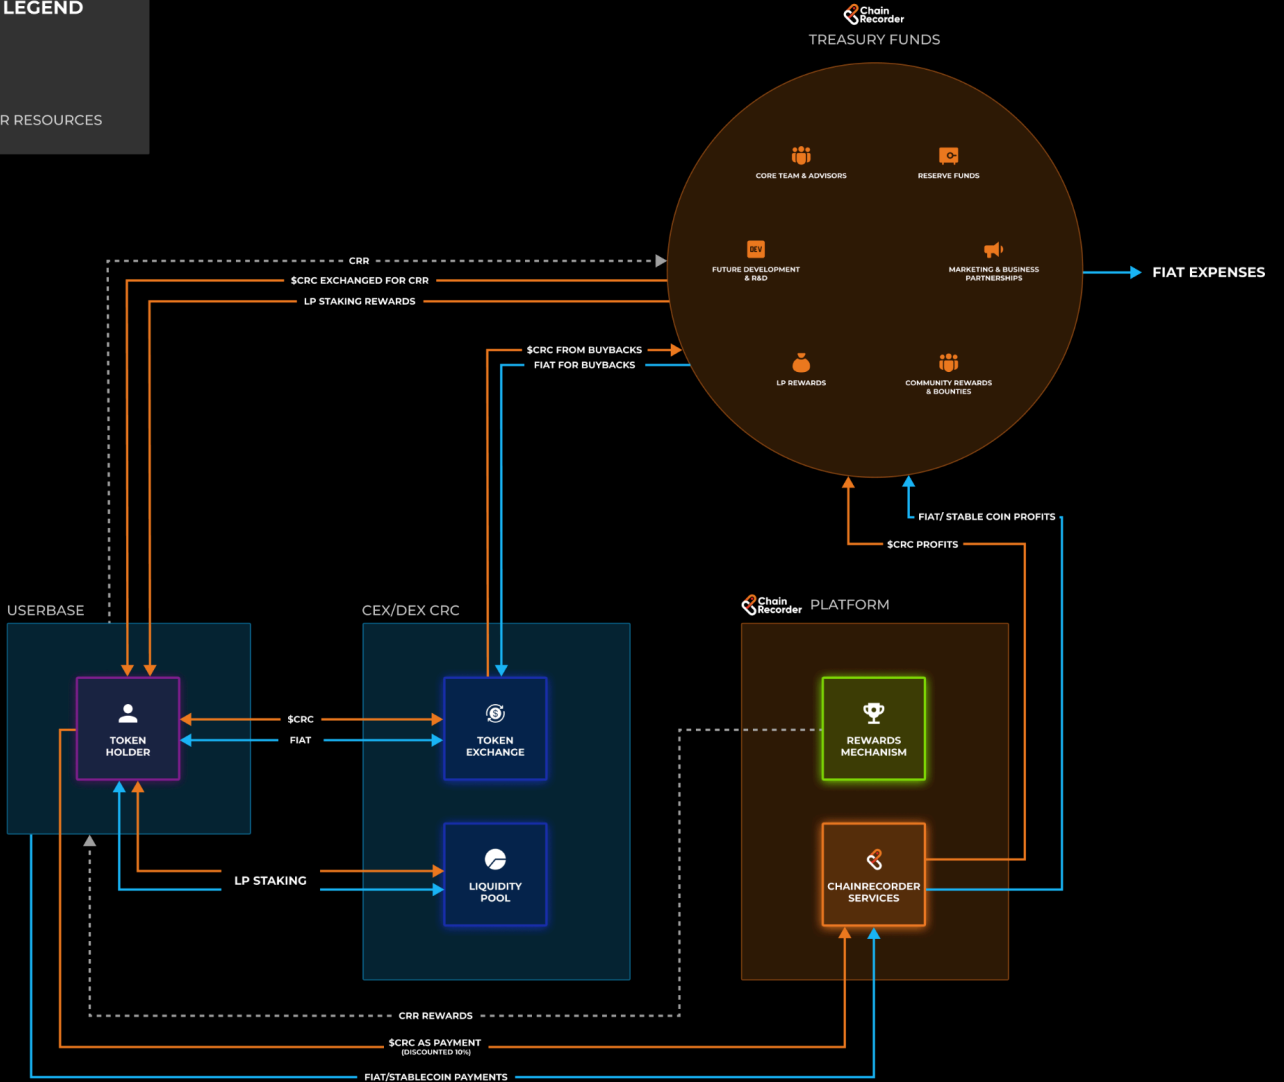 LEGEND
R RESOURCES
Chain
Recorder
TREASURY FUNDS
CORE TEAM & ADVISORS
RESERVE FUNDS
DEV
FUTURE DEVELOPMENT
& R&D
MARKETING & BUSINESS
PARTNERSHIPS
LP REWARDS
COMMUNITY REWARDS
& BOUNTIES
FIAT EXPENSES
CRR
$CRC EXCHANGED FOR CRR
LP STAKING REWARDS
$CRC FROM BUYBACKS
FIAT FOR BUYBACKS
FIAT/ STABLE COIN PROFITS
$CRC PROFITS
USERBASE
TOKEN
HOLDER
$CRC
FIAT
LP STAKING
CEX/DEX CRC
$
TOKEN
EXCHANGE
LIQUIDITY
POOL
Chain
Recorder
PLATFORM
REWARDS
MECHANISM
CHAINRECORDER
SERVICES
CRR REWARDS
$CRC AS PAYMENT
(DISCOUNTED 10%)
FIAT/STABLECOIN PAYMENTS